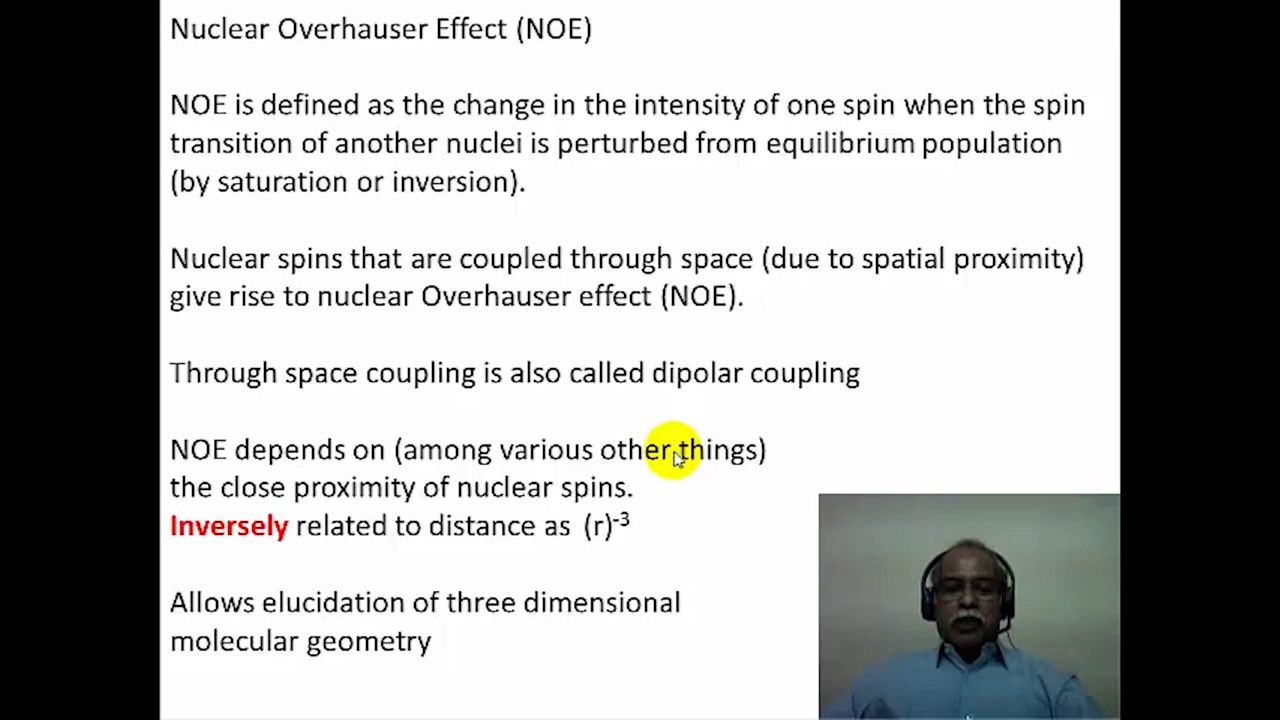 Nuclear Overhauser Effect (NOE)
NOE is defined as the change in the intensity of one spin when the spin
transition of another nuclei is perturbed from equilibrium population
(by saturation or inversion).
Nuclear spins that are coupled through space (due to spatial proximity)
give rise to nuclear Overhauser effect (NOE).
Through space coupling is also called dipolar coupling
NOE depends on (among various other things)
the close proximity of nuclear spins.
Inversely related to distance as (r)⁻³
Allows elucidation of three dimensional
molecular geometry